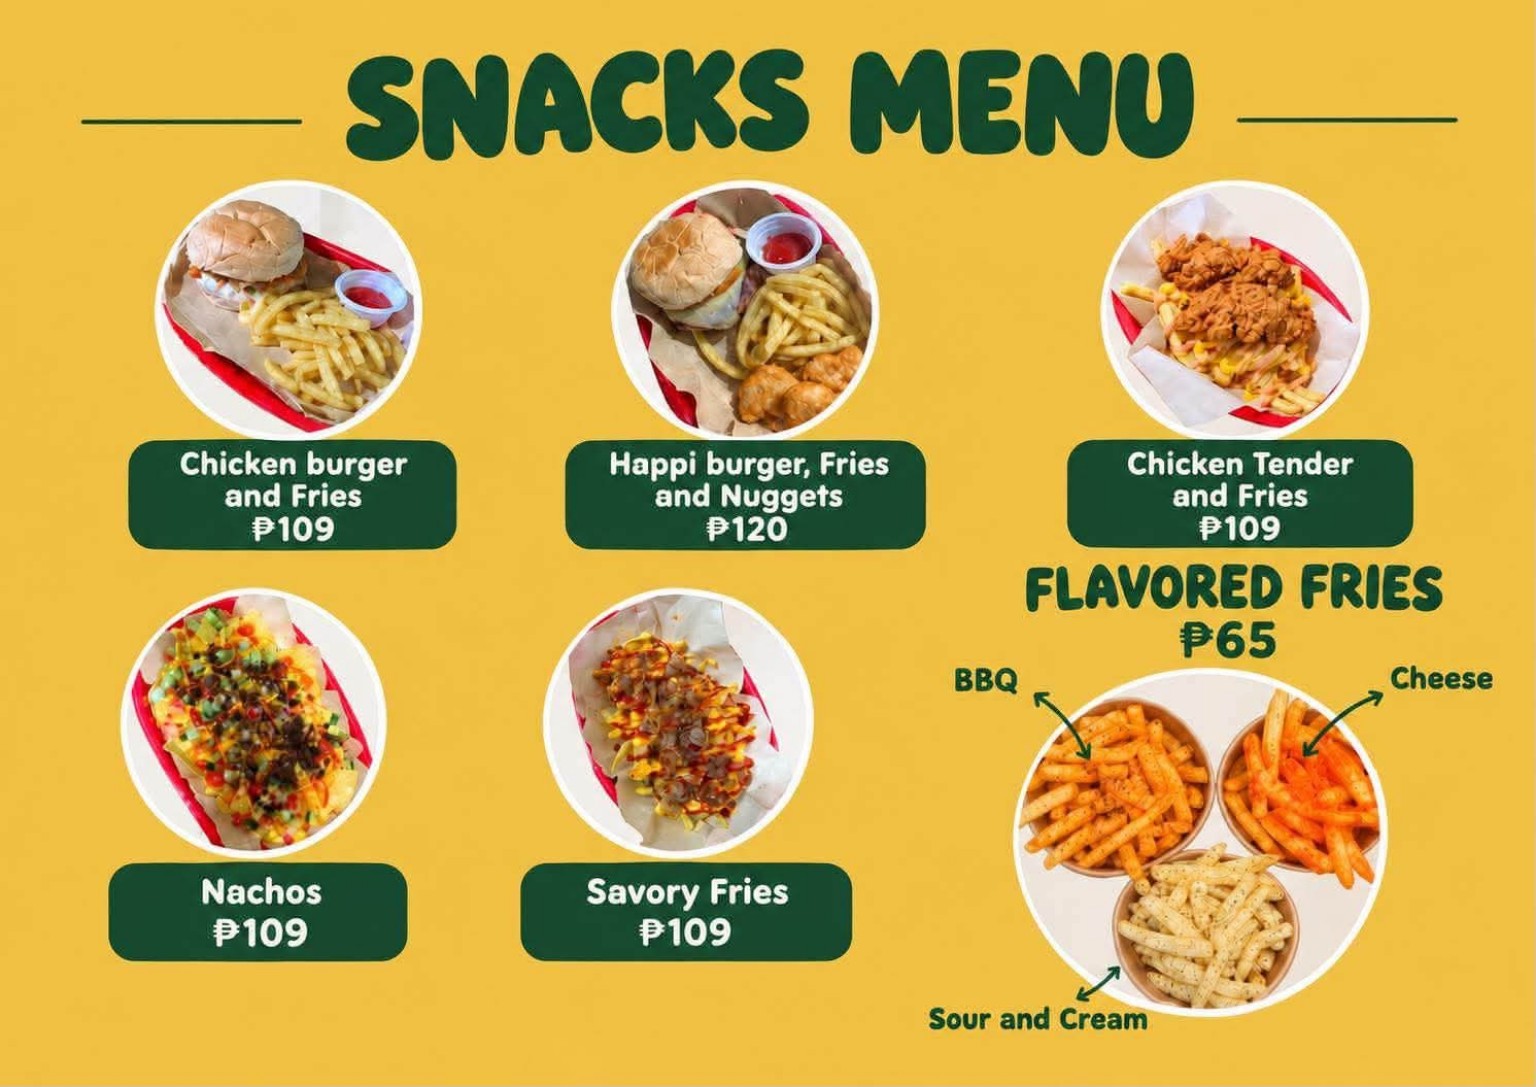 SNACKS MENU
Chicken burger
and Fries
₱109
Happi burger, Fries
and Nuggets
₱120
Chicken Tender
and Fries
₱109
Nachos
₱109
Savory Fries
₱109
FLAVORED FRIES
₱65
BBQ
Cheese
Sour and Cream